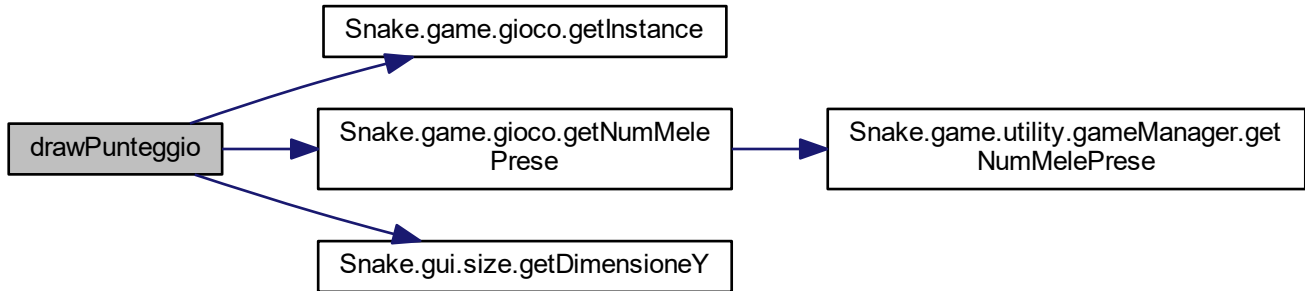 Snake.game.gioco.getInstance
drawPunteggio
Snake.game.gioco.getNumMele
Prese
Snake.game.utility.gameManager.get
NumMelePrese
Snake.gui.size.getDimensioneY